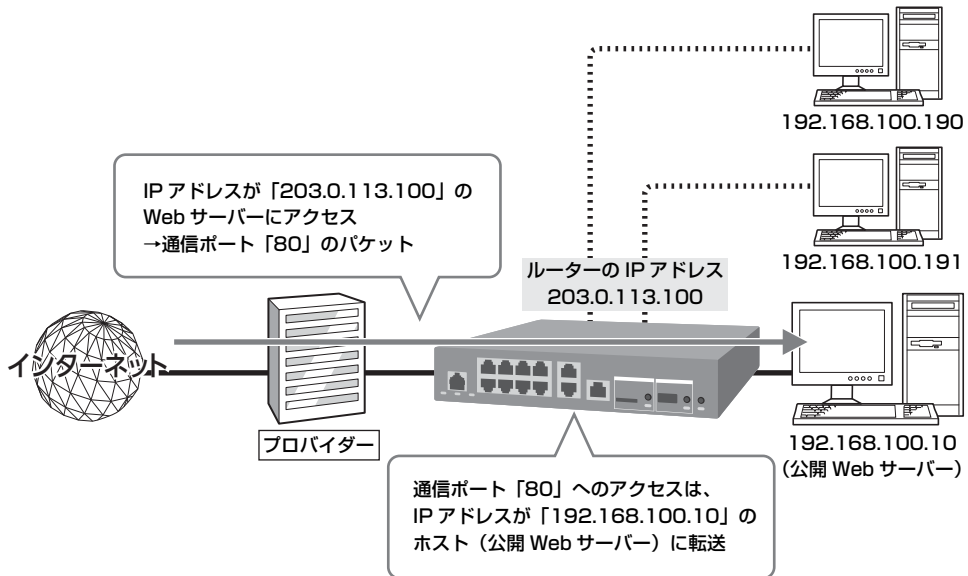 192.168.100.190
IP アドレスが「203.0.113.100」の
Web サーバーにアクセス
→通信ポート「80」のパケット
192.168.100.191
ルーターの IP アドレス
203.0.113.100
インターネット
プロバイダー
192.168.100.10
（公開 Web サーバー）
通信ポート「80」へのアクセスは、
IP アドレスが「192.168.100.10」の
ホスト（公開 Web サーバー）に転送